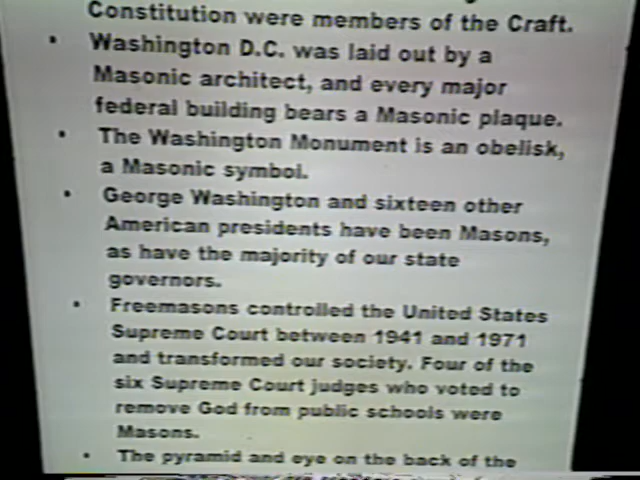 Constitution were members of the Craft.
• Washington D.C. was laid out by a
Masonic architect, and every major
federal building bears a Masonic plaque.
• The Washington Monument is an obelisk,
a Masonic symbol.
• George Washington and sixteen other
American presidents have been Masons,
as have the majority of our state
governors.
• Freemasons controlled the United States
Supreme Court between 1941 and 1971
and transformed our society. Four of the
six Supreme Court judges who voted to
remove God from public schools were
Masons.
• The pyramid and eye on the back of the